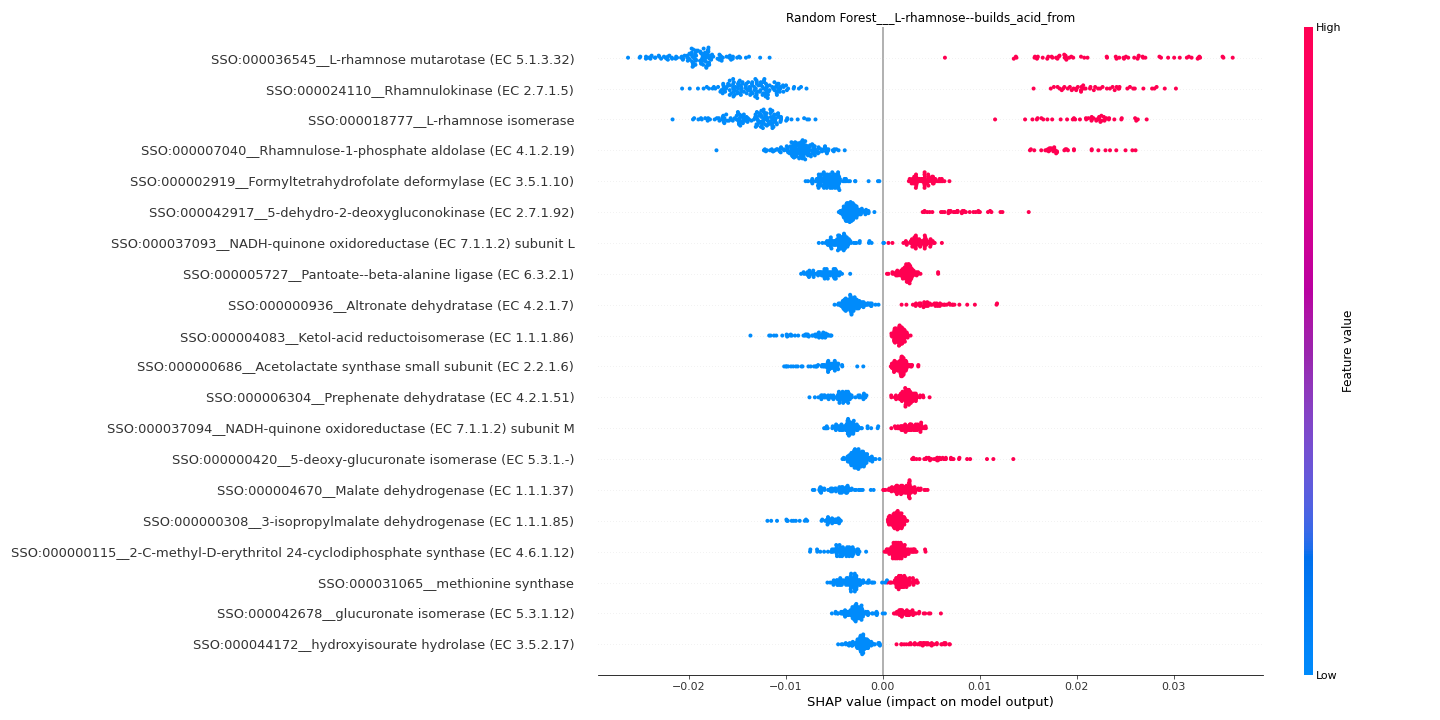 Random Forest___L-rhamnose--builds_acid_from
SSO:000036545__L-rhamnose mutarotase (EC 5.1.3.32)
SSO:000024110__Rhamnulokinase (EC 2.7.1.5)
SSO:000018777__L-rhamnose isomerase
SSO:000007040__Rhamnulose-1-phosphate aldolase (EC 4.1.2.19)
SSO:000002919__Formyltetrahydrofolate deformylase (EC 3.5.1.10)
SSO:000042917__5-dehydro-2-deoxygluconokinase (EC 2.7.1.92)
SSO:000037093__NADH-quinone oxidoreductase (EC 7.1.1.2) subunit L
SSO:000005727__Pantoate--beta-alanine ligase (EC 6.3.2.1)
SSO:000000936__Altronate dehydratase (EC 4.2.1.7)
SSO:000004083__Ketol-acid reductoisomerase (EC 1.1.1.86)
SSO:000000686__Acetolactate synthase small subunit (EC 2.2.1.6)
SSO:000006304__Prephenate dehydratase (EC 4.2.1.51)
SSO:000037094__NADH-quinone oxidoreductase (EC 7.1.1.2) subunit M
SSO:000000420__5-deoxy-glucuronate isomerase (EC 5.3.1.-)
SSO:000004670__Malate dehydrogenase (EC 1.1.1.37)
SSO:000000308__3-isopropylmalate dehydrogenase (EC 1.1.1.85)
SSO:000000115__2-C-methyl-D-erythritol 24-cyclodiphosphate synthase (EC 4.6.1.12)
SSO:000031065__methionine synthase
SSO:000042678__glucuronate isomerase (EC 5.3.1.12)
SSO:000044172__hydroxyisourate hydrolase (EC 3.5.2.17)
−0.02 −0.01 0.00 0.01 0.02 0.03
SHAP value (impact on model output)
High
Feature value
Low